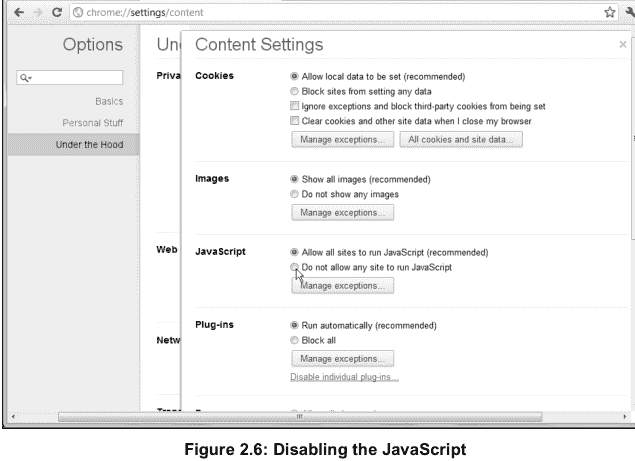 chrome://settings/content
Options
Un
Content Settings
Priva
Cookies
Allow local data to be set (recommended)
Block sites from setting any data
Ignore exceptions and block third-party cookies from being set
Clear cookies and other site data when I close my browser
Manage exceptions...
All cookies and site data...
Basics
Personal Stuff
Under the Hood
Images
Show all images (recommended)
Do not show any images
Manage exceptions...
Web
JavaScript
Allow all sites to run JavaScript (recommended)
Do not allow any site to run JavaScript
Manage exceptions...
Plug-ins
Run automatically (recommended)
Netw
Block all
Manage exceptions...
Disable individual plug-ins...
Figure 2.6: Disabling the JavaScript